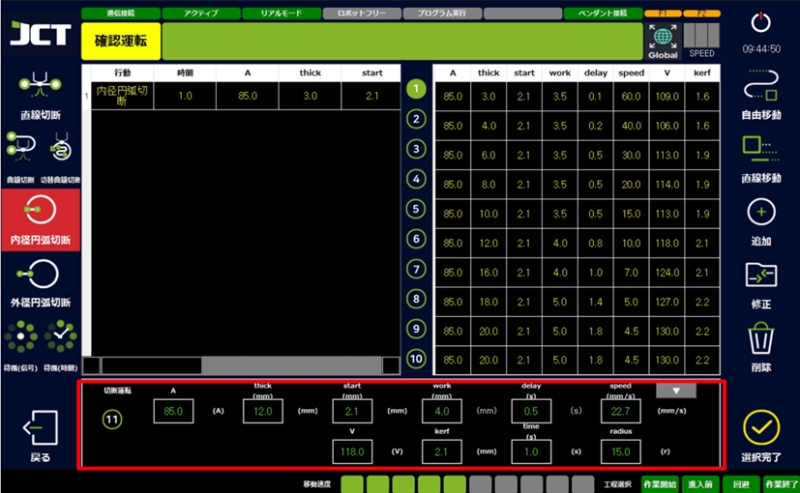 通信接続 アクティブ リアルモード ロボットフリー プログラム実行 ペンダント接続 F1 F2
JCT 確認運転 Global SPEED 09:44:50
行動 時間 A thick start
1 内径円弧切断 1.0 85.0 3.0 2.1
A thick start work delay speed V kerf
1 85.0 3.0 2.1 3.5 0.1 60.0 109.0 1.6
2 85.0 4.0 2.1 3.5 0.2 40.0 106.0 1.6
3 85.0 6.0 2.1 3.5 0.5 30.0 113.0 1.9
4 85.0 8.0 2.1 3.5 0.5 20.0 114.0 1.9
5 85.0 10.0 2.1 3.5 0.5 15.0 113.0 1.9
6 85.0 12.0 2.1 4.0 0.8 10.0 118.0 2.1
7 85.0 16.0 2.1 4.0 1.0 7.0 124.0 2.1
8 85.0 18.0 2.1 5.0 1.4 5.0 127.0 2.2
9 85.0 20.0 2.1 5.0 1.8 4.5 130.0 2.2
10 85.0 20.0 2.1 5.0 1.8 4.5 130.0 2.2
直線切断
曲線切断 切替曲線切断
内径円弧切断
外径円弧切断
待機(信号) 待機(時間)
戻る
自由移動
直線移動
追加
修正
削除
選択完了
切断運転 A thick (mm) start (mm) work (mm) delay (s) speed (mm/s) ▼
11 85.0 (A) 12.0 (mm) 2.1 (mm) 4.0 (mm) 0.5 (s) 22.7 (mm/s)
V kerf time (s) radius
118.0 (V) 2.1 (mm) 1.0 (s) 15.0 (r)
移動速度 工程選択 作業開始 進入前 回避 作業終了